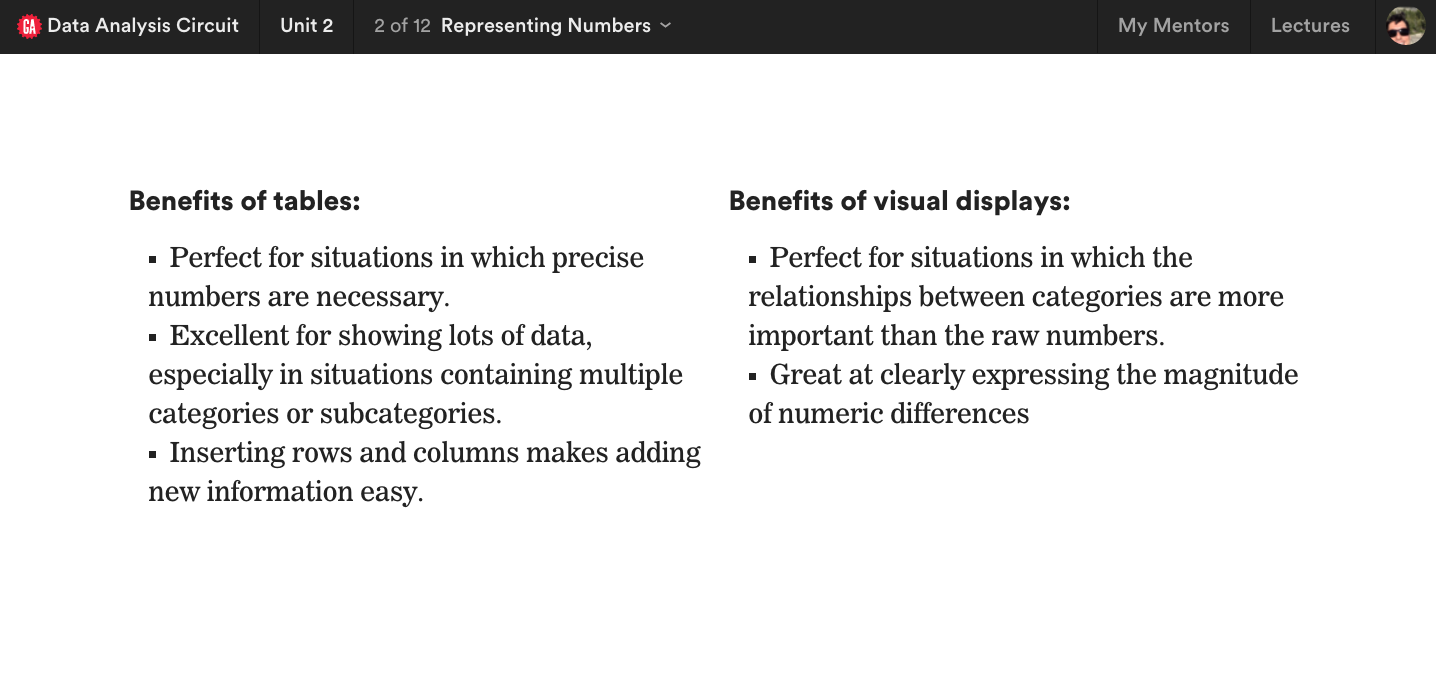 GA Data Analysis Circuit Unit 2 2 of 12 Representing Numbers My Mentors Lectures
Benefits of tables:
▪ Perfect for situations in which precise
numbers are necessary.
▪ Excellent for showing lots of data,
especially in situations containing multiple
categories or subcategories.
▪ Inserting rows and columns makes adding
new information easy.
Benefits of visual displays:
▪ Perfect for situations in which the
relationships between categories are more
important than the raw numbers.
▪ Great at clearly expressing the magnitude
of numeric differences